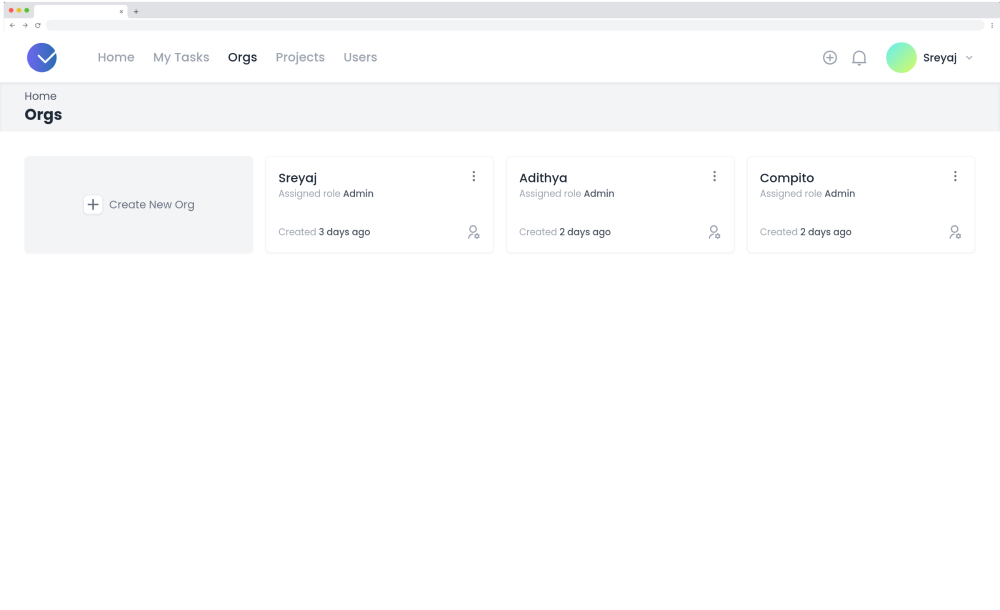 Home My Tasks Orgs Projects Users Sreyaj
Home
Orgs
Create New Org
Sreyaj
Assigned role Admin
Created 3 days ago
Adithya
Assigned role Admin
Created 2 days ago
Compito
Assigned role Admin
Created 2 days ago